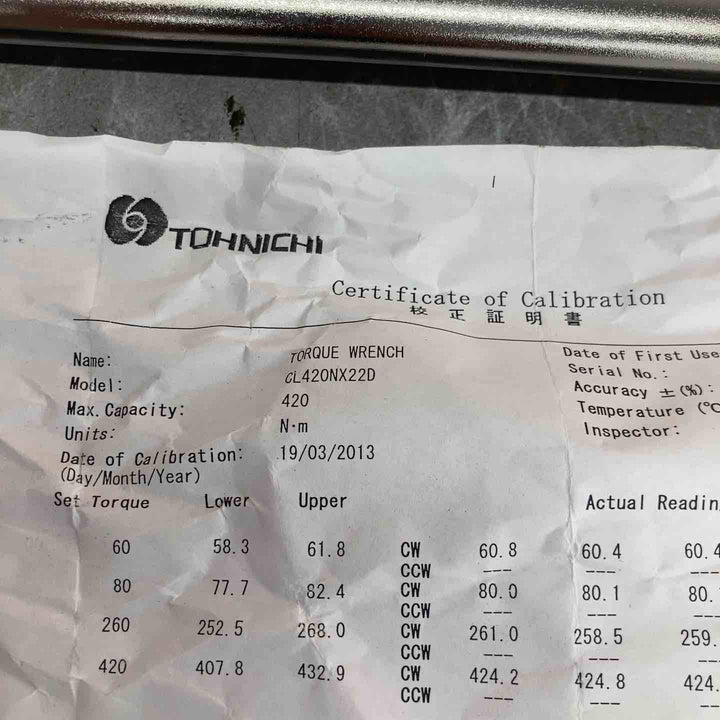 TOHNICHI
Certificate of Calibration
校正証明書
Name: TORQUE WRENCH Date of First Use
Model: CL420NX22D Serial No.:
Max. Capacity: 420 Accuracy ±(%):
Units: N·m Temperature (℃
Date of Calibration: 19/03/2013 Inspector:
(Day/Month/Year)
Set Torque Lower Upper Actual Readin
60 58.3 61.8 CW 60.8 60.4 60.4
CCW --- --- ---
80 77.7 82.4 CW 80.0 80.1 80.
CCW --- --- ---
260 252.5 268.0 CW 261.0 258.5 259.
CCW --- --- ---
420 407.8 432.9 CW 424.2 424.8 424.
CCW --- --- ---